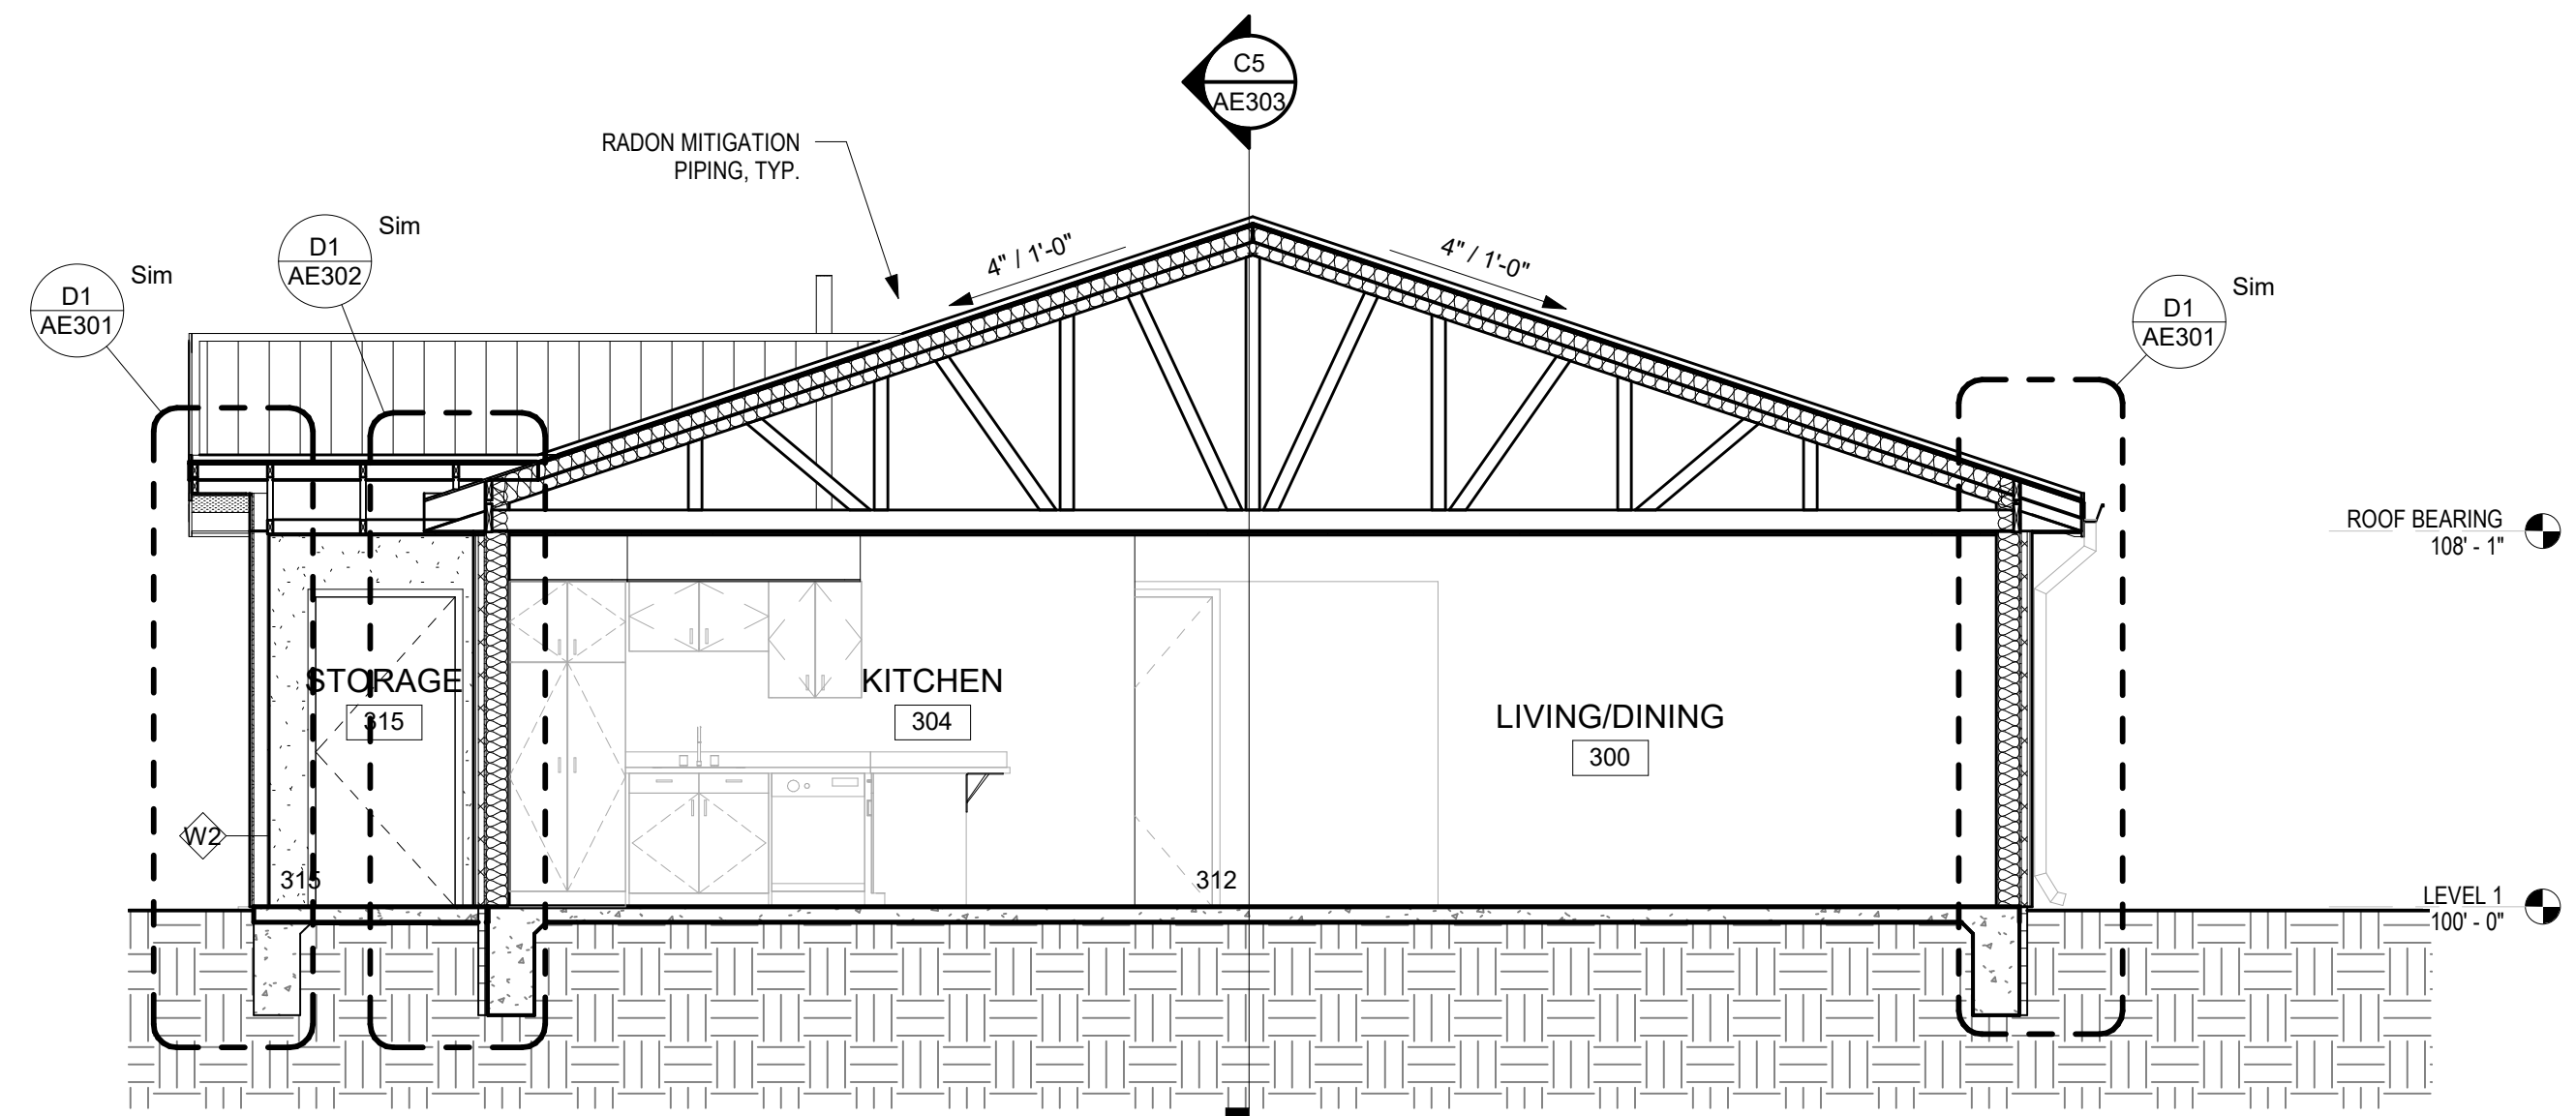 C5
AE303
RADON MITIGATION
PIPING, TYP.
D1
AE301
Sim
D1
AE302
Sim
4" / 1'-0"
4" / 1'-0"
D1
AE301
Sim
ROOF BEARING
108' - 1"
STORAGE
315
KITCHEN
304
LIVING/DINING
300
W2
315
312
LEVEL 1
100' - 0"